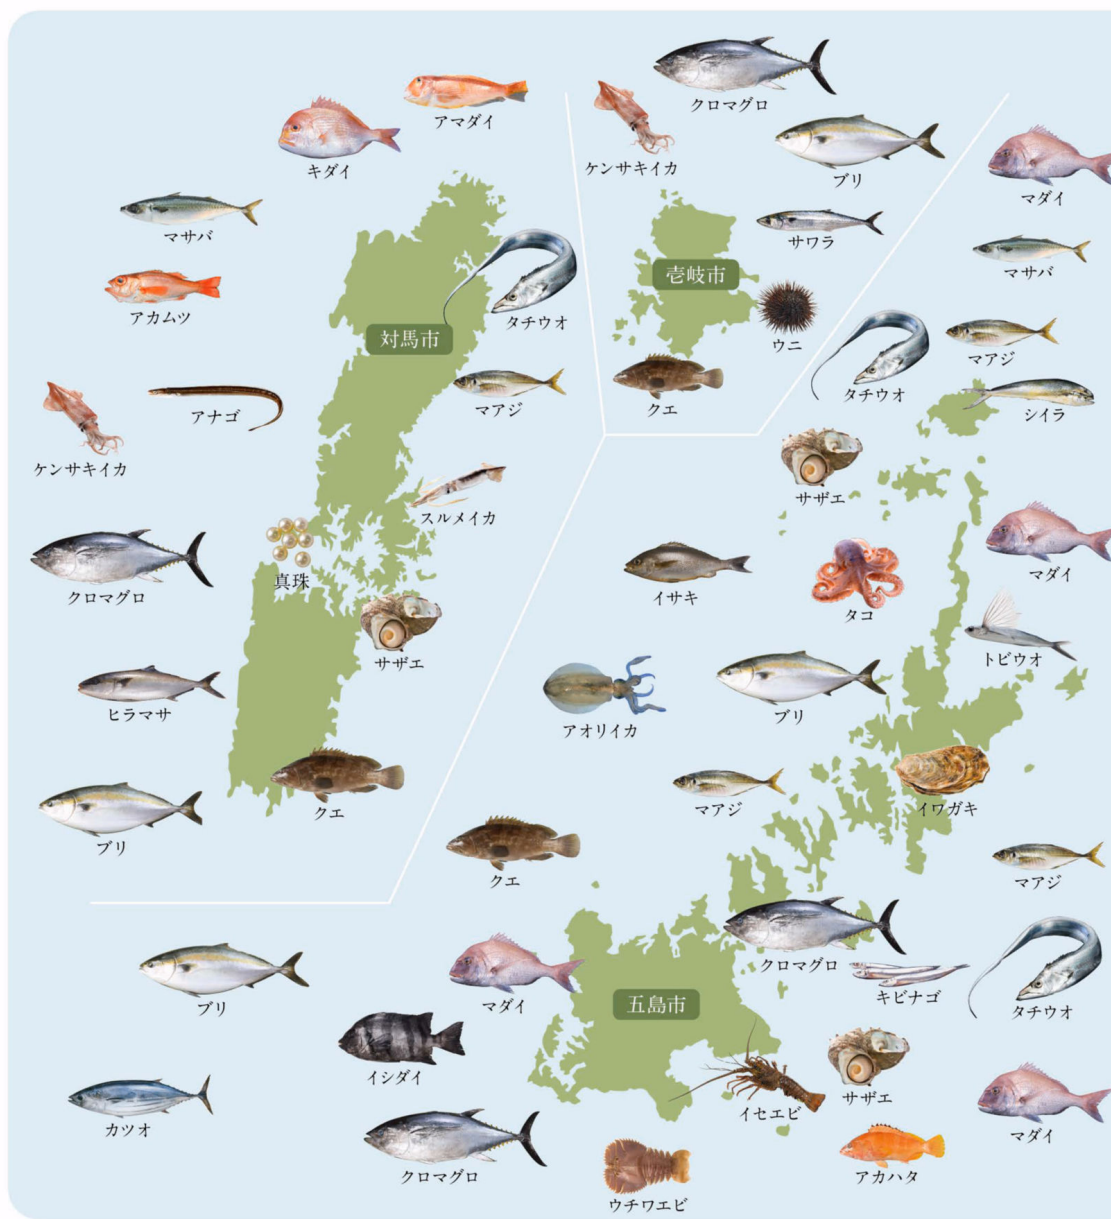 クロマグロ
アマダイ
ケンサキイカ
キダイ
ブリ
マダイ
マサバ
サワラ
マサバ
壱岐市
アカムツ
タチウオ
対馬市
ウニ
マアジ
タチウオ
クエ
マアジ
シイラ
アナゴ
ケンサキイカ
サザエ
スルメイカ
マダイ
真珠
クロマグロ
イサキ
タコ
サザエ
トビウオ
ヒラマサ
アオリイカ
ブリ
クエ
マアジ
イワガキ
ブリ
クエ
マアジ
クロマグロ
キビナゴ
ブリ
マダイ
五島市
タチウオ
イシダイ
カツオ
イセエビ
サザエ
マダイ
クロマグロ
アカハタ
ウチワエビ